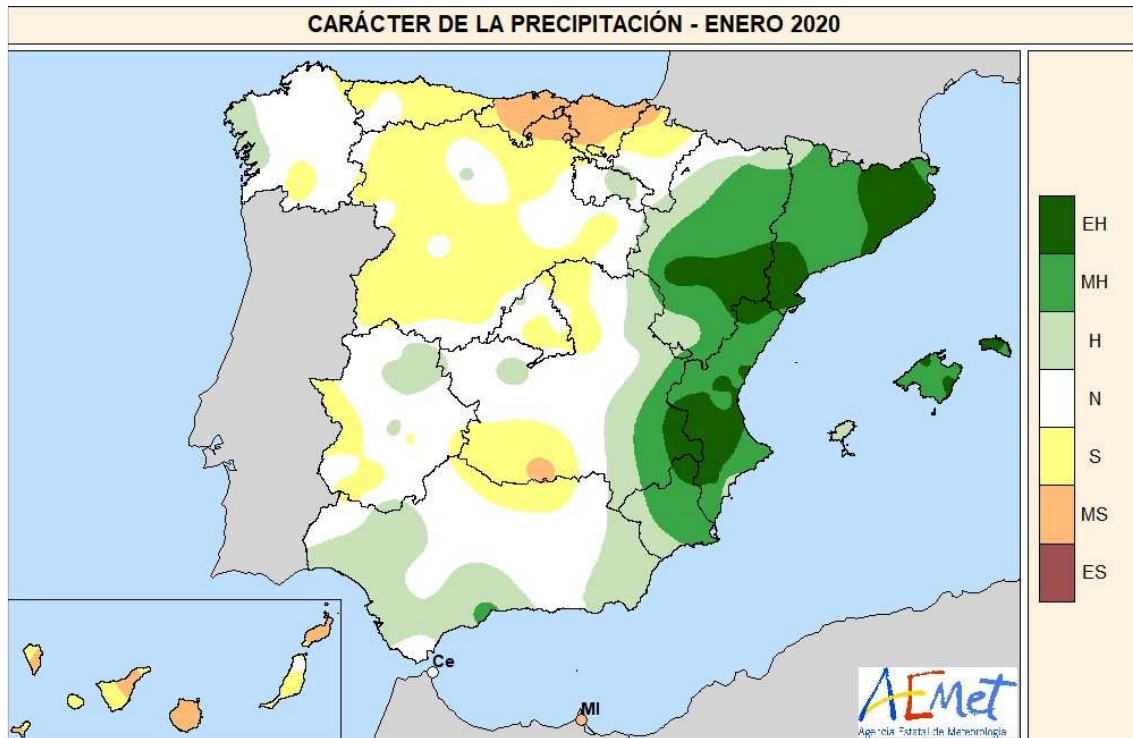 CARÁCTER DE LA PRECIPITACIÓN - ENERO 2020
EH
MH
H
N
S
MS
ES
Ce
Ml
AEMet
Agencia Estatal de Meteorología